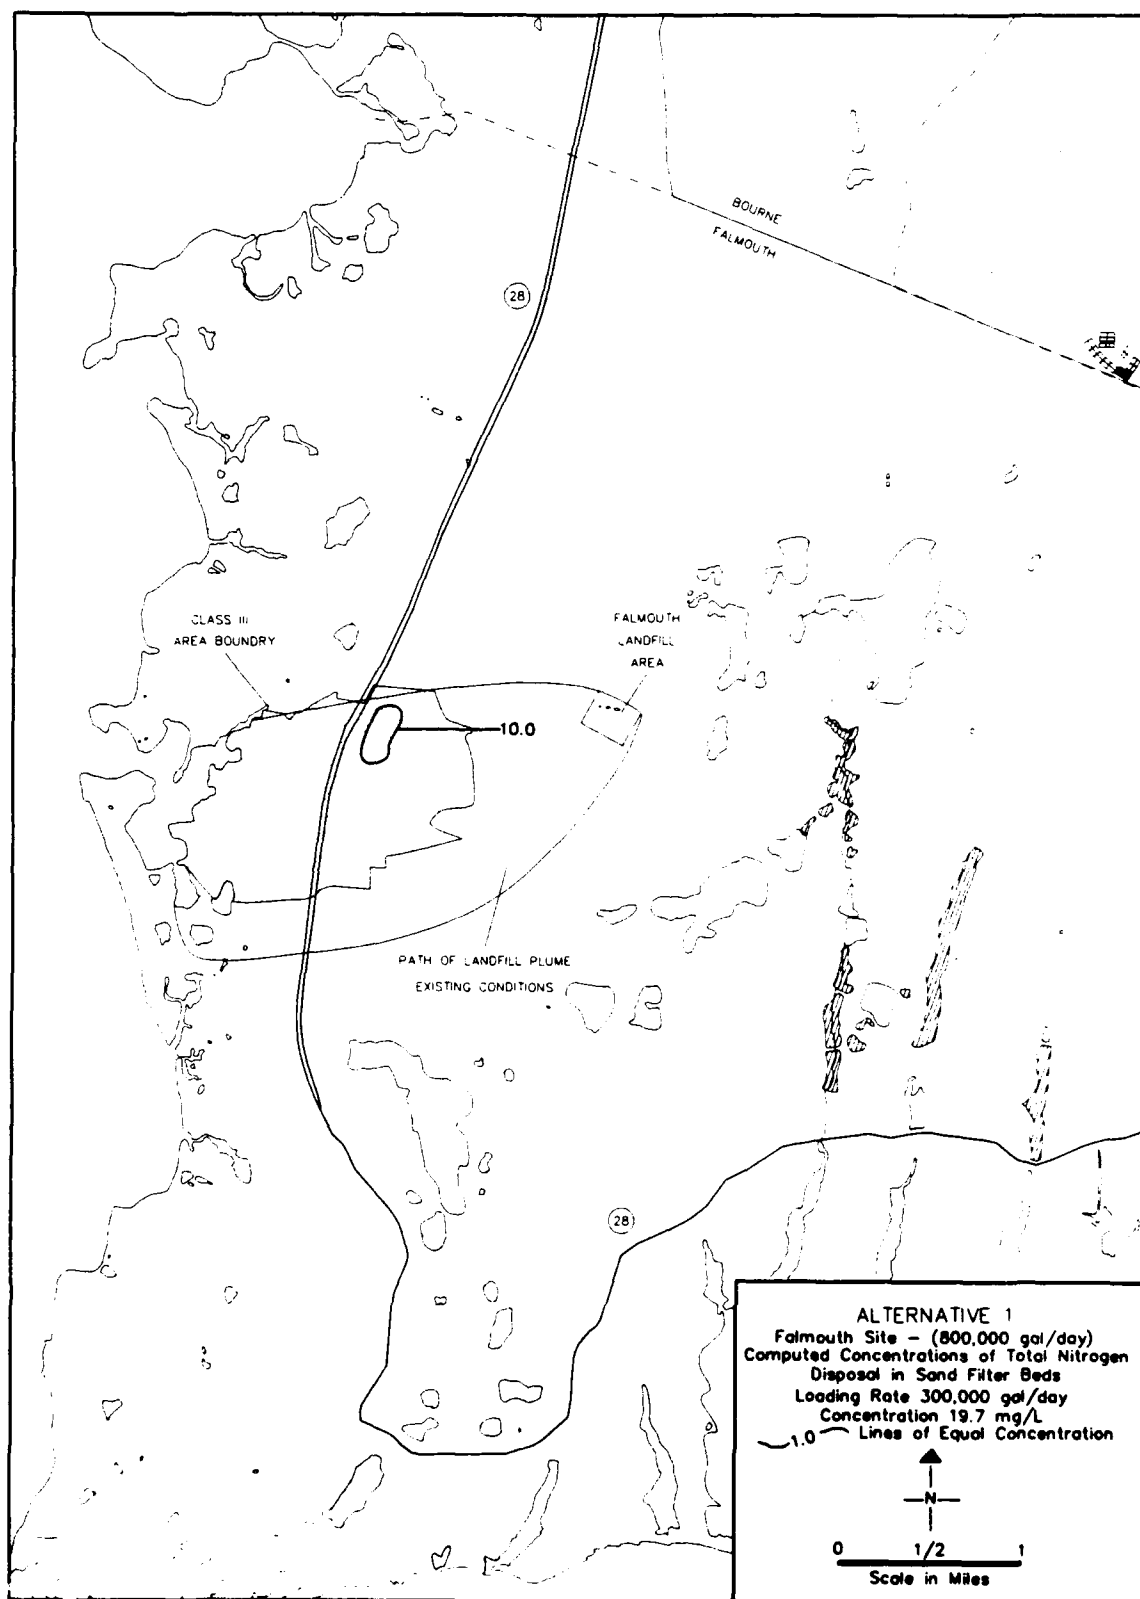 BOURNE
FALMOUTH
28
CLASS III
AREA BOUNDRY
FALMOUTH
LANDFILL
AREA
10.0
PATH OF LANDFILL PLUME
EXISTING CONDITIONS
28
ALTERNATIVE 1
Falmouth Site – (800,000 gal/day)
Computed Concentrations of Total Nitrogen
Disposal in Sand Filter Beds
Loading Rate 300,000 gal/day
Concentration 19.7 mg/L
1.0 Lines of Equal Concentration
N
0 1/2 1
Scale in Miles